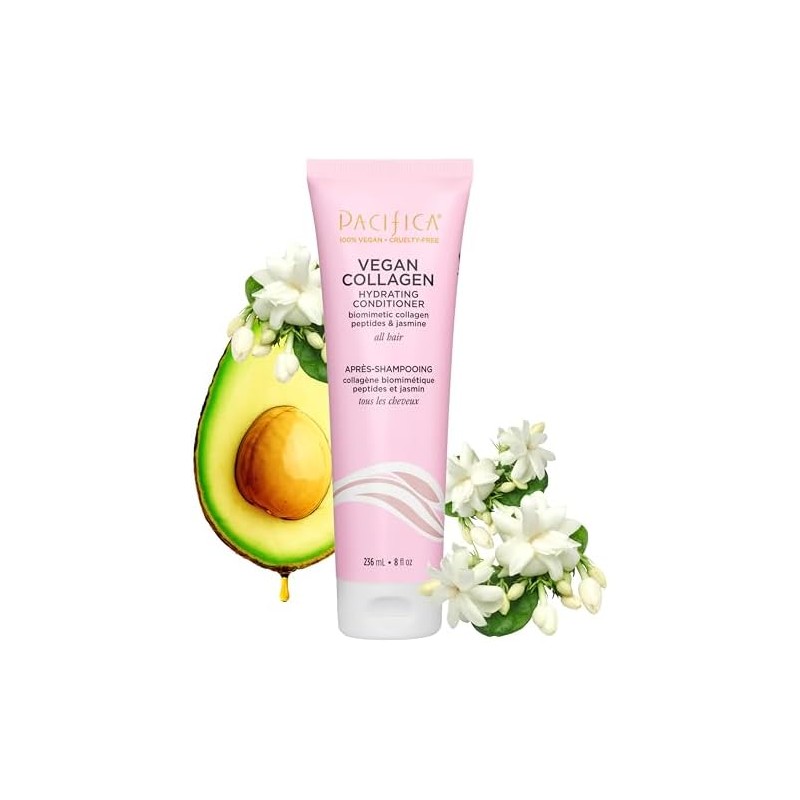 PACIFICA®
100% VEGAN • CRUELTY-FREE
VEGAN
COLLAGEN
HYDRATING
CONDITIONER
biomimetic collagen
peptides & jasmine
all hair
APRÈS-SHAMPOOING
collagène biomimétique
peptides et jasmin
tous les cheveux
236 mL • 8 fl oz